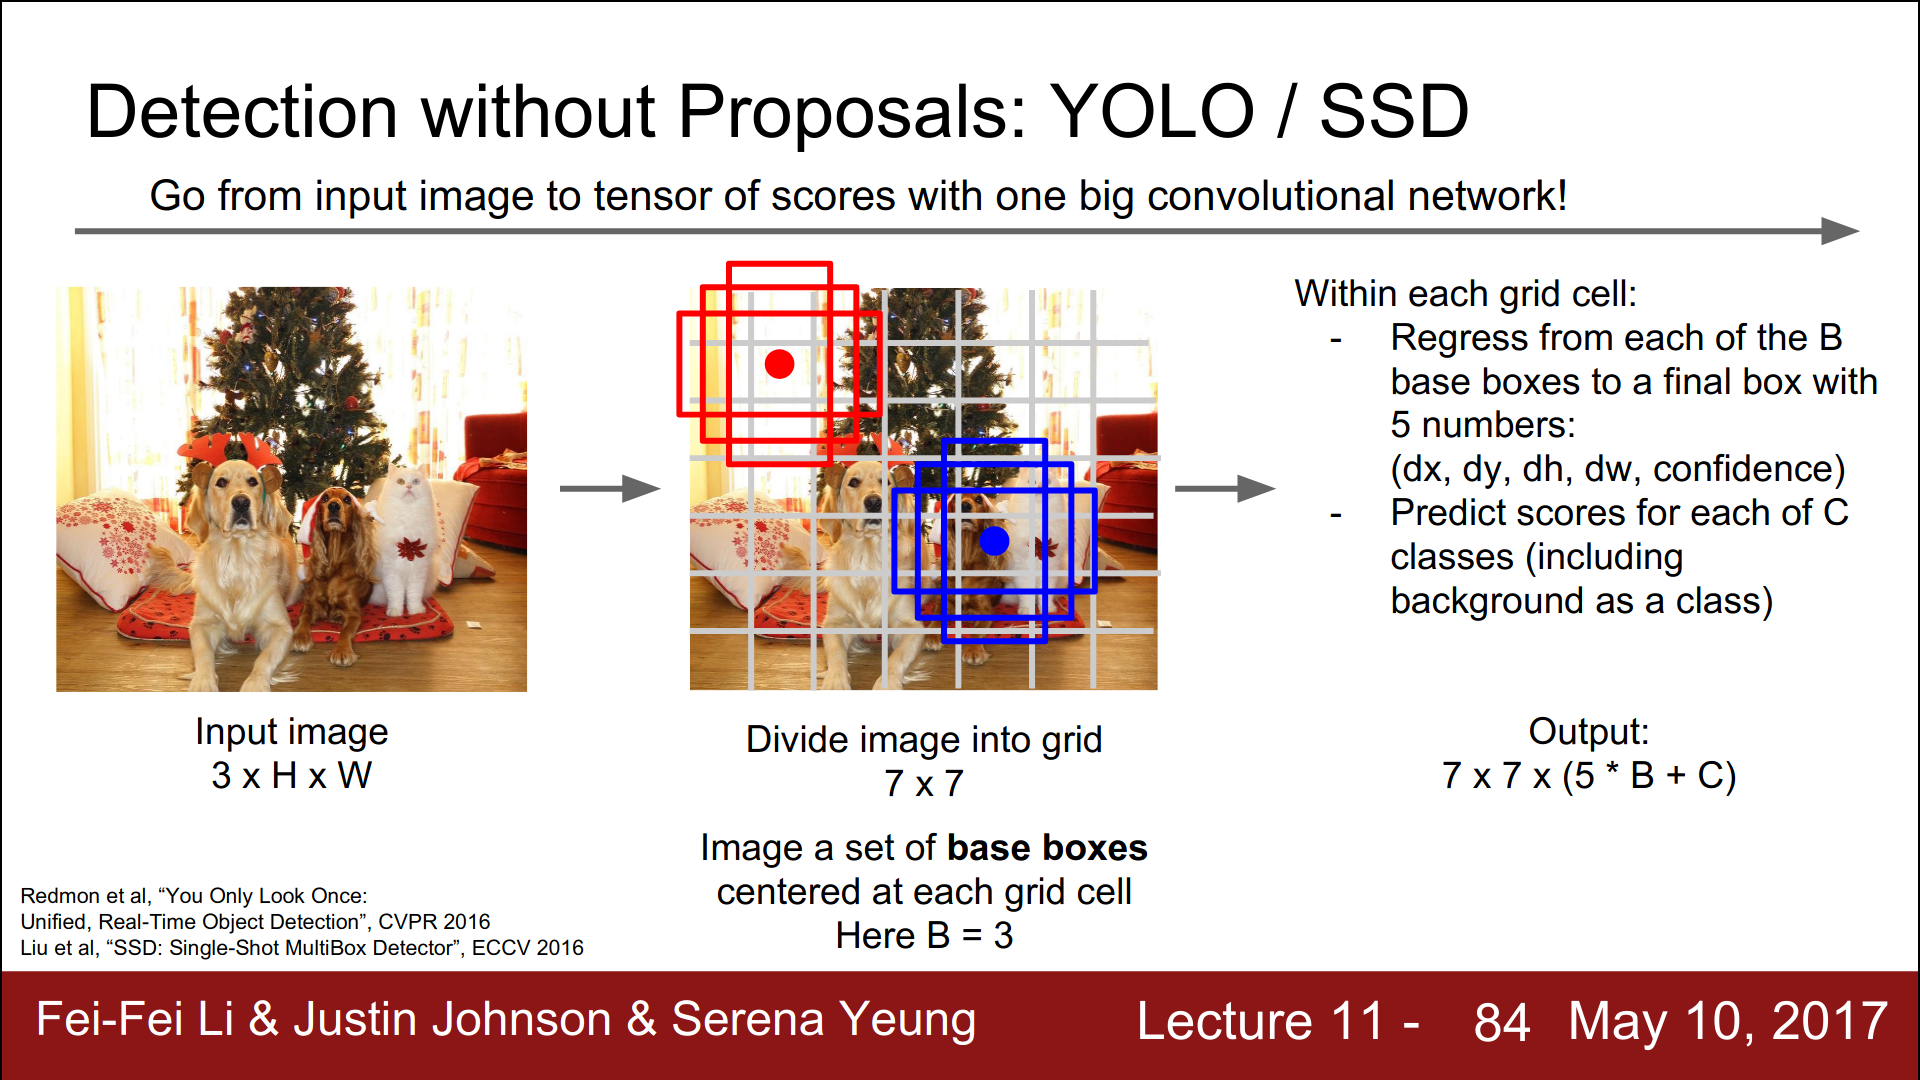 Detection without Proposals: YOLO / SSD
Go from input image to tensor of scores with one big convolutional network!
Input image
3 x H x W
Divide image into grid
7 x 7
Image a set of base boxes
centered at each grid cell
Here B = 3
Within each grid cell:
- Regress from each of the B
base boxes to a final box with
5 numbers:
(dx, dy, dh, dw, confidence)
- Predict scores for each of C
classes (including
background as a class)
Output:
7 x 7 x (5 * B + C)
Redmon et al, “You Only Look Once:
Unified, Real-Time Object Detection”, CVPR 2016
Liu et al, “SSD: Single-Shot MultiBox Detector”, ECCV 2016
Fei-Fei Li & Justin Johnson & Serena Yeung Lecture 11 - 84 May 10, 2017